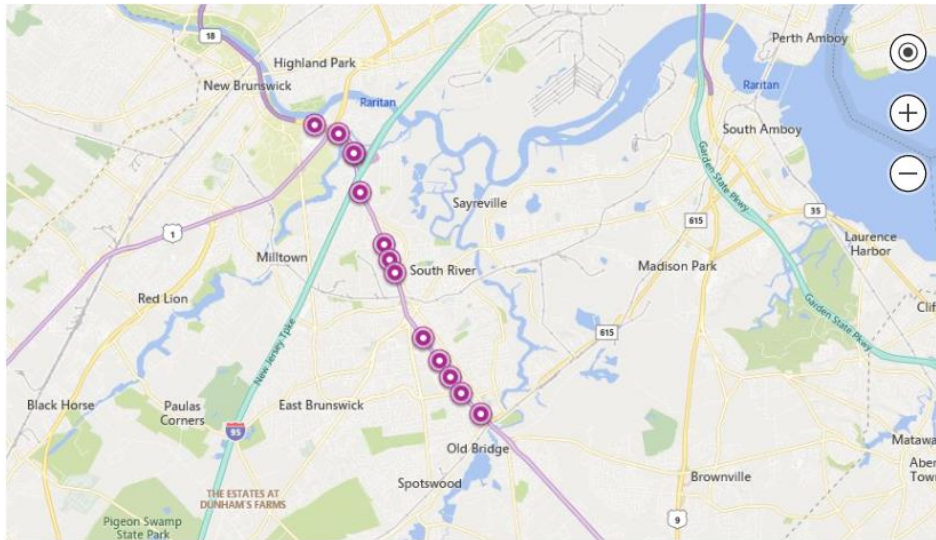 18
Highland Park
New Brunswick
Perth Amboy
Raritan
Raritan
South Amboy
Garden State Pkwy
Sayreville
615
35
1
Milltown
South River
Madison Park
Laurence
Harbor
Red Lion
Garden State Pkwy
Clif
New Jersey Tpke
615
Black Horse
Paulas
Corners
East Brunswick
95
Old Bridge
Matawa
Aber
Town
Spotswood
Brownville
THE ESTATES AT
DUNHAM'S FARMS
9
Pigeon Swamp
State Park